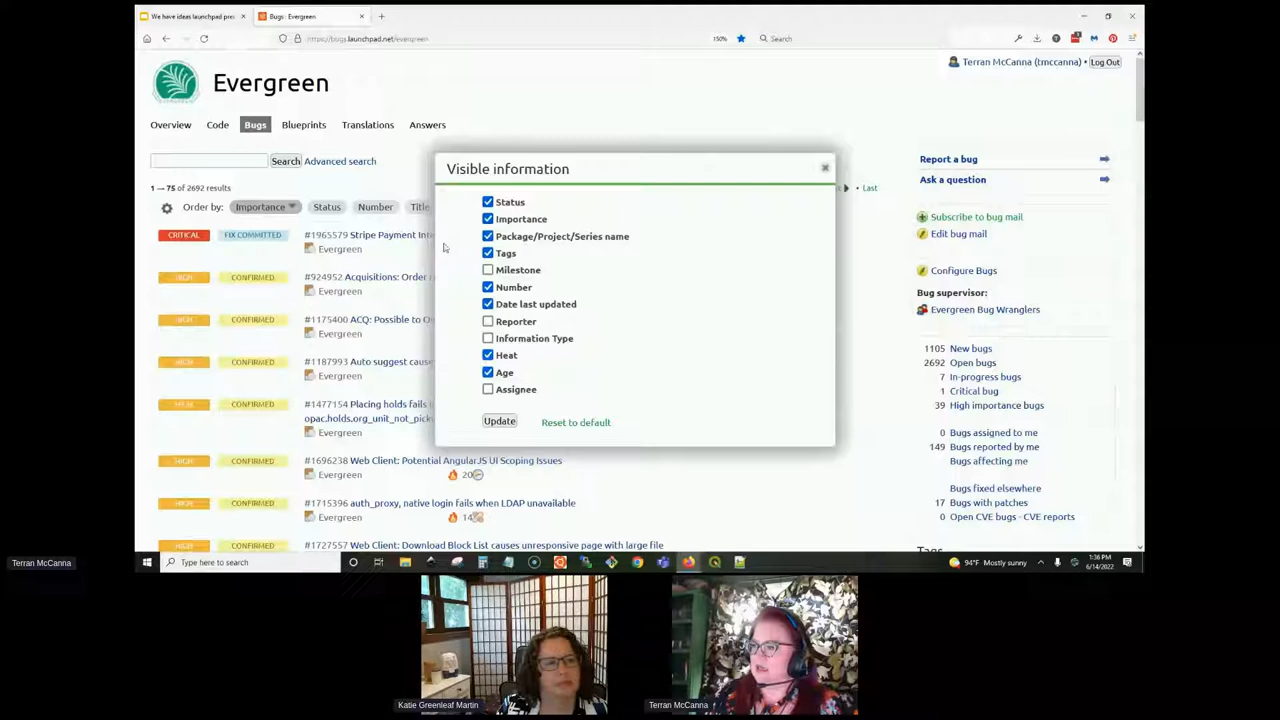 We have ideas launchpad pres
Bugs : Evergreen
https://bugs.launchpad.net/evergreen
150%
Search
Evergreen
Terran McCanna (tmccanna) • Log Out
Overview
Code
Bugs
Blueprints
Translations
Answers
Search
Advanced search
1 → 75 of 2692 results
• Last
Order by:
Importance
Status
Number
Title
CRITICAL
FIX COMMITTED
#1965579 Stripe Payment Int
Evergreen
HIGH
CONFIRMED
#924952 Acquisitions: Order
Evergreen
HIGH
CONFIRMED
#1175400 ACQ: Possible to O
Evergreen
HIGH
CONFIRMED
#1187993 Auto suggest cause
Evergreen
HIGH
CONFIRMED
#1477154 Placing holds fails
opac.holds.org_unit_not_pick
Evergreen
HIGH
CONFIRMED
#1696238 Web Client: Potential AngularJS UI Scoping Issues
Evergreen
20
HIGH
CONFIRMED
#1715396 auth_proxy, native login fails when LDAP unavailable
Evergreen
14
HIGH
CONFIRMED
#1727557 Web Client: Download Block List causes unresponsive page with large file
Visible information
Status
Importance
Package/Project/Series name
Tags
Milestone
Number
Date last updated
Reporter
Information Type
Heat
Age
Assignee
Update
Reset to default
Report a bug
Ask a question
Subscribe to bug mail
Edit bug mail
Configure Bugs
Bug supervisor:
Evergreen Bug Wranglers
1105 New bugs
2692 Open bugs
7 In-progress bugs
1 Critical bug
39 High importance bugs
0 Bugs assigned to me
149 Bugs reported by me
Bugs affecting me
Bugs fixed elsewhere
17 Bugs with patches
0 Open CVE bugs - CVE reports
Tags
Type here to search
94°F Mostly sunny
1:36 PM
6/14/2022
Terran McCanna
Katie Greenleaf Martin
Terran McCanna